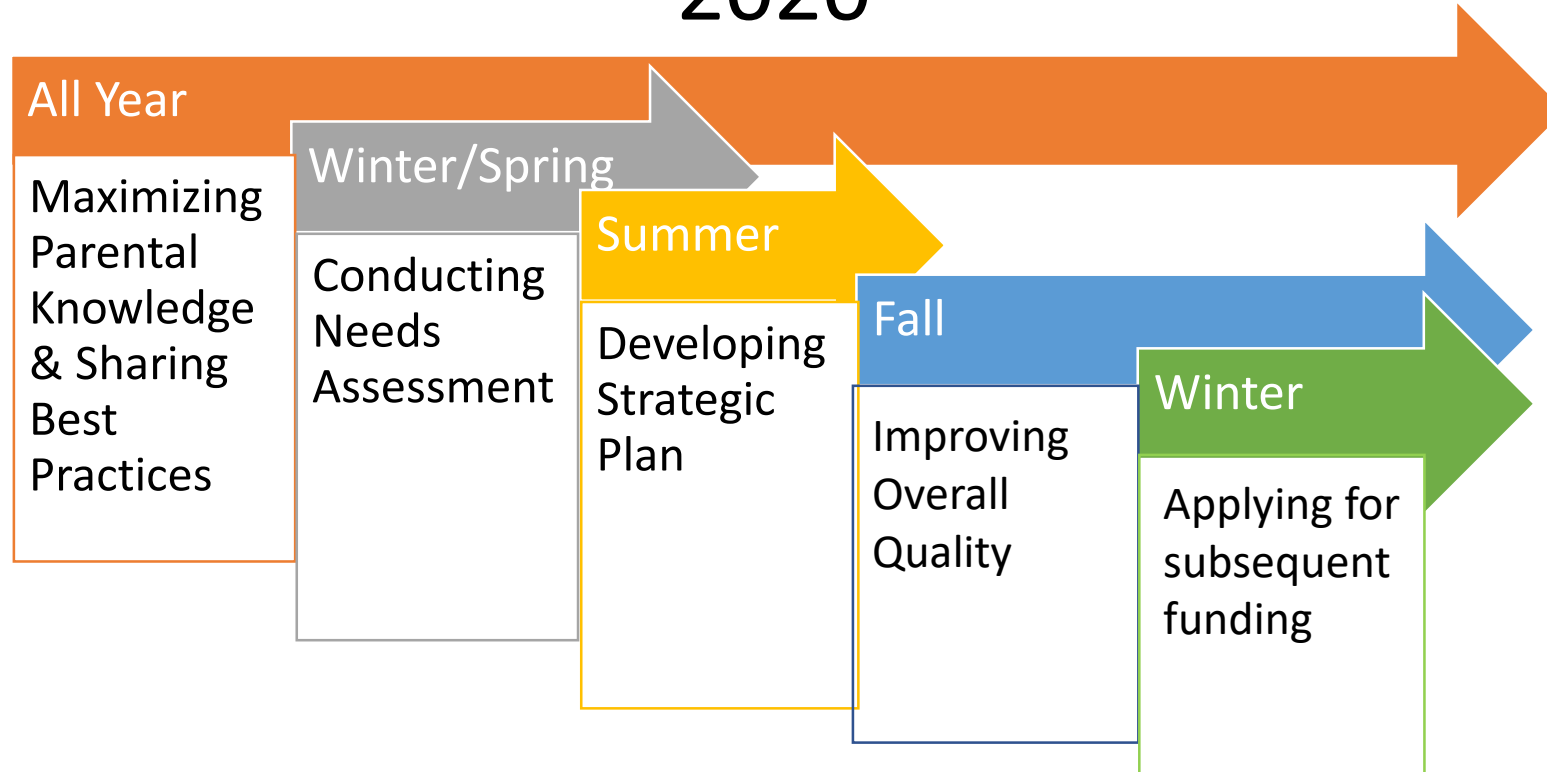 All Year
Maximizing
Parental
Knowledge
& Sharing
Best
Practices
Winter/Spring
Conducting
Needs
Assessment
Summer
Developing
Strategic
Plan
Fall
Improving
Overall
Quality
Winter
Applying for
subsequent
funding